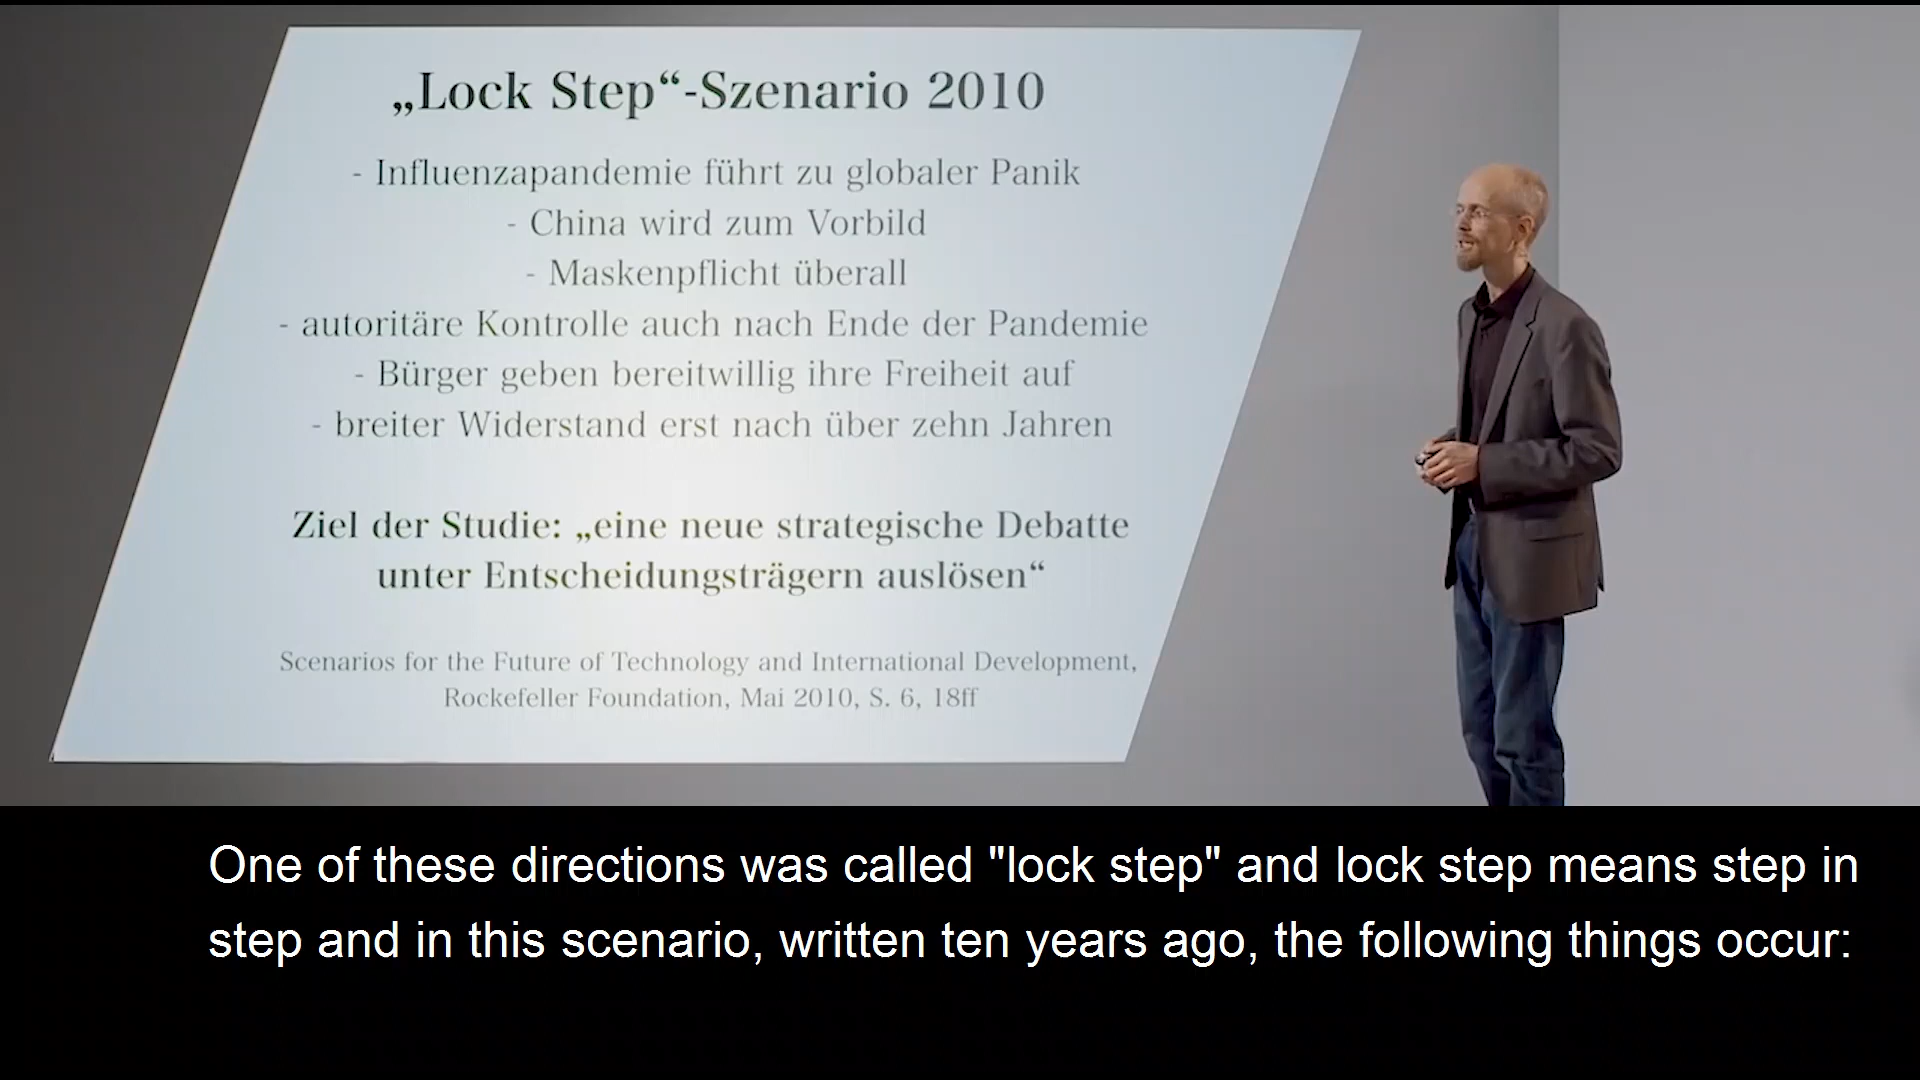 „Lock Step“-Szenario 2010
- Influenzapandemie führt zu globaler Panik
- China wird zum Vorbild
- Maskenpflicht überall
- autoritäre Kontrolle auch nach Ende der Pandemie
- Bürger geben bereitwillig ihre Freiheit auf
- breiter Widerstand erst nach über zehn Jahren
Ziel der Studie: „eine neue strategische Debatte
unter Entscheidungsträgern auslösen“
Scenarios for the Future of Technology and International Development,
Rockefeller Foundation, Mai 2010, S. 6, 18ff
One of these directions was called "lock step" and lock step means step in
step and in this scenario, written ten years ago, the following things occur: